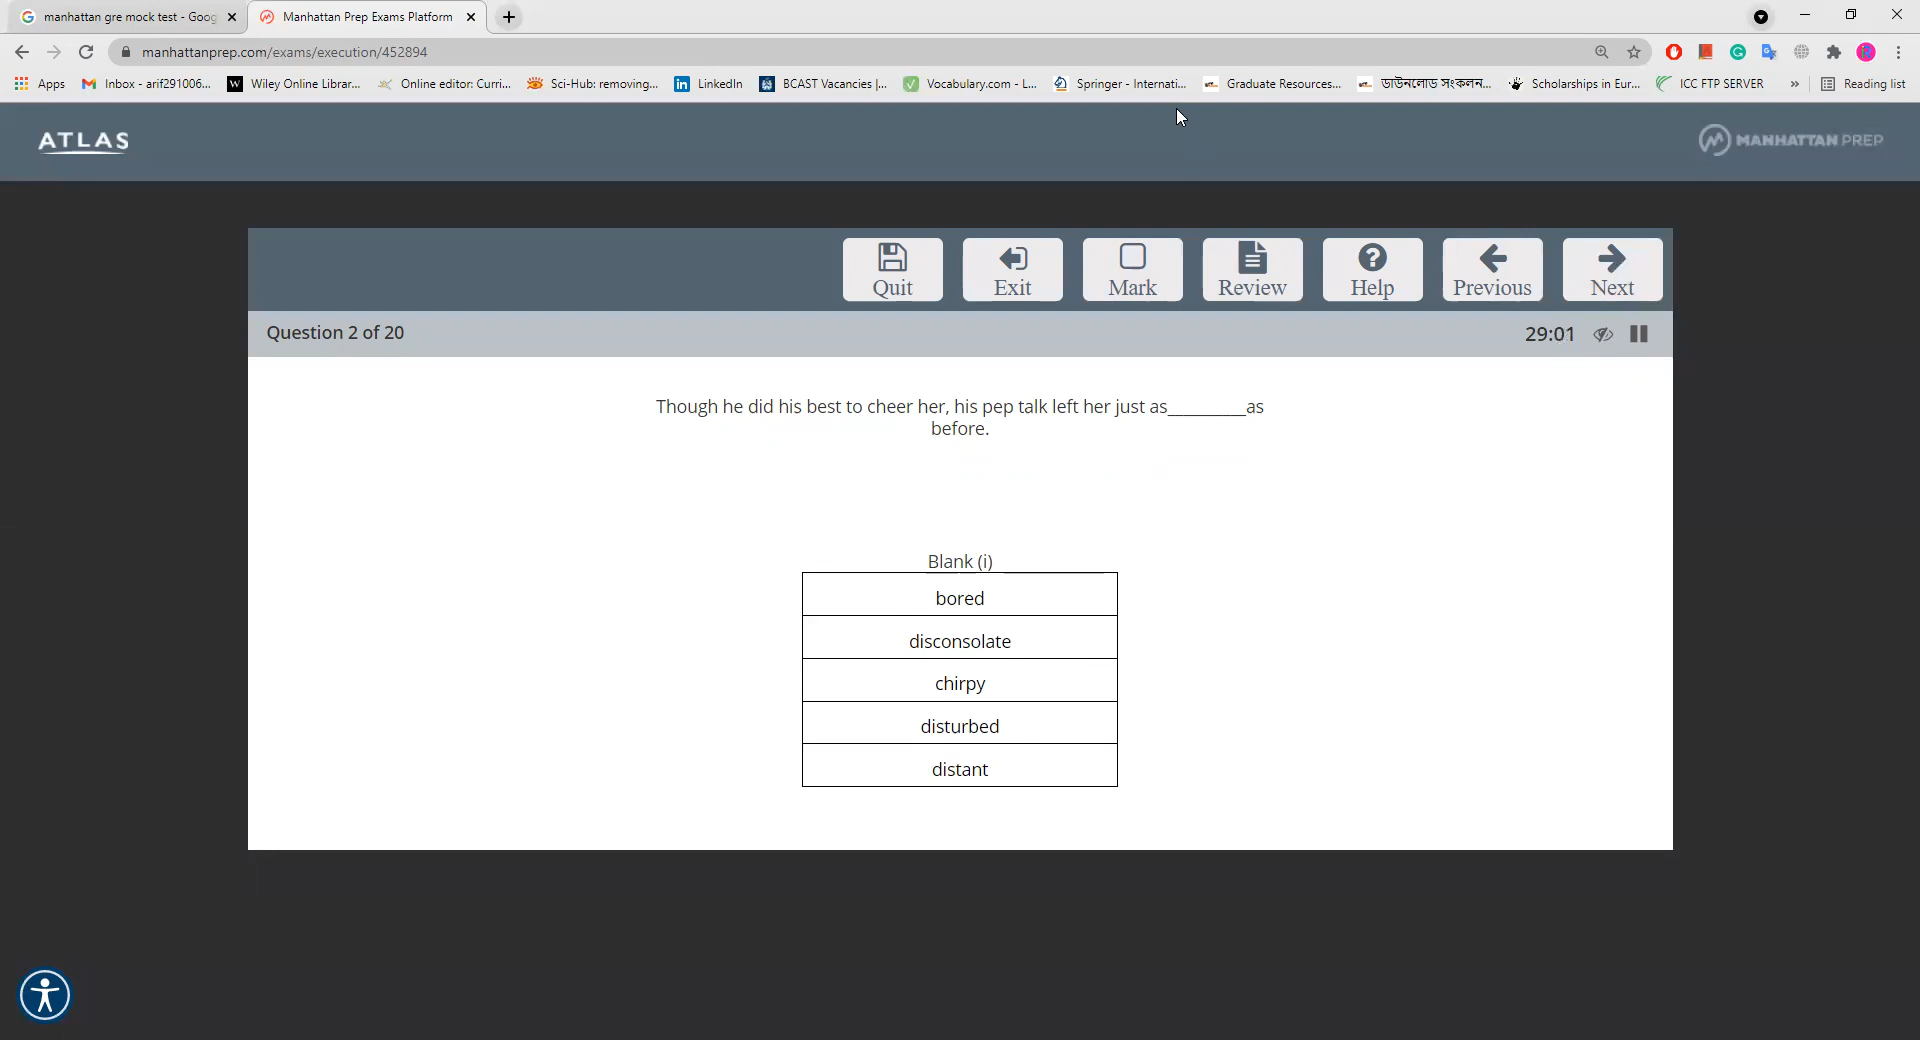 manhattan gre mock test - Goog
Manhattan Prep Exams Platform
manhattanprep.com/exams/execution/452894
Apps
Inbox - arif291006...
Wiley Online Librar...
Online editor: Curri...
Sci-Hub: removing...
LinkedIn
BCAST Vacancies |...
Vocabulary.com - L...
Springer - Internati...
Graduate Resources...
ডাউনলোড সংকলন...
Scholarships in Eur...
ICC FTP SERVER
»
Reading list
ATLAS
MANHATTAN PREP
Quit
Exit
Mark
Review
Help
Previous
Next
Question 2 of 20
29:01
Though he did his best to cheer her, his pep talk left her just as__________as
before.
Blank (i)
bored
disconsolate
chirpy
disturbed
distant